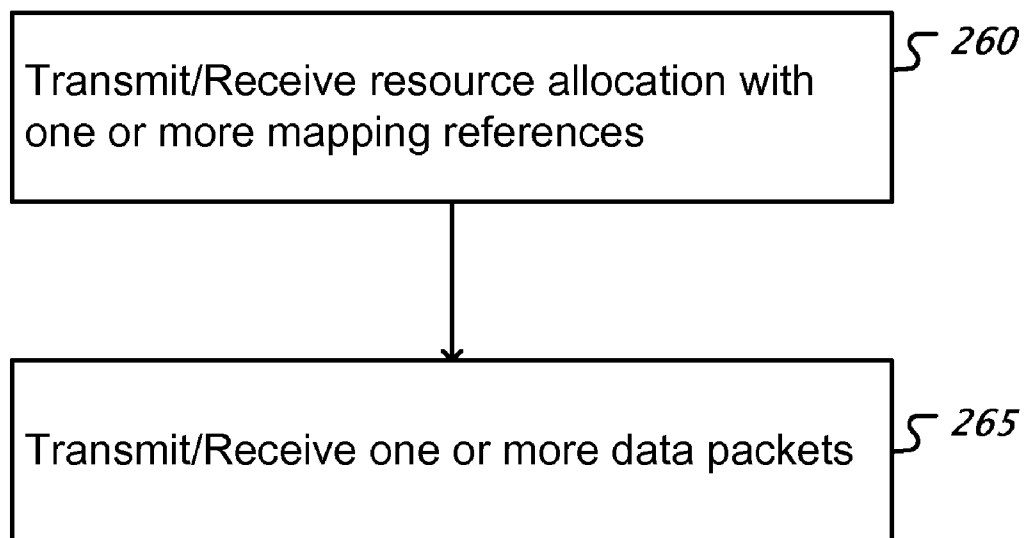 260
Transmit/Receive resource allocation with
one or more mapping references
265
Transmit/Receive one or more data packets